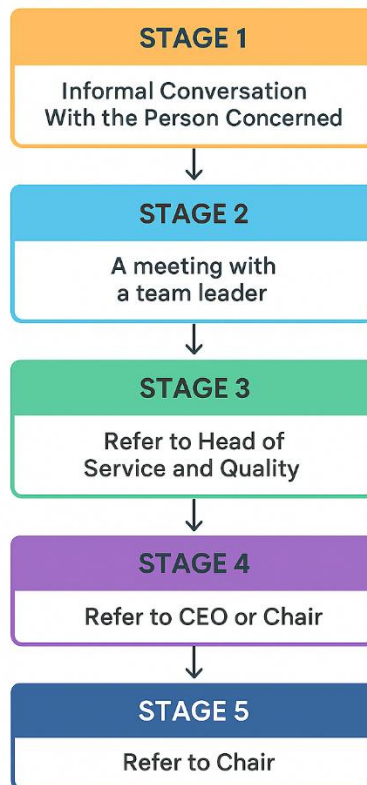 STAGE 1
Informal Conversation
With the Person Concerned
STAGE 2
A meeting with
a team leader
STAGE 3
Refer to Head of
Service and Quality
STAGE 4
Refer to CEO or Chair
STAGE 5
Refer to Chair